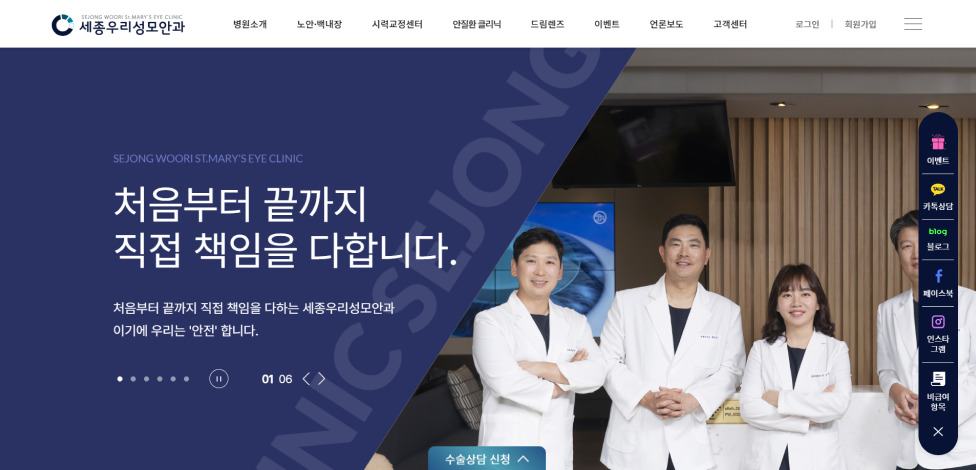 SEJONG WOORI ST.MARY'S EYE CLINIC
세종우리성모안과
병원소개 노안·백내장 시력교정센터 안질환 클리닉 드림렌즈 이벤트 언론보도 고객센터 로그인 회원가입
SEJONG WOORI ST.MARY'S EYE CLINIC
처음부터 끝까지
직접 책임을 다합니다.
처음부터 끝까지 직접 책임을 다하는 세종우리성모안과
이기에 우리는 '안전' 합니다.
01 06
수술상담 신청
이벤트
TALK
카톡상담
blog
블로그
페이스북
인스타
그램
비급여
항목
NIC SEJONG